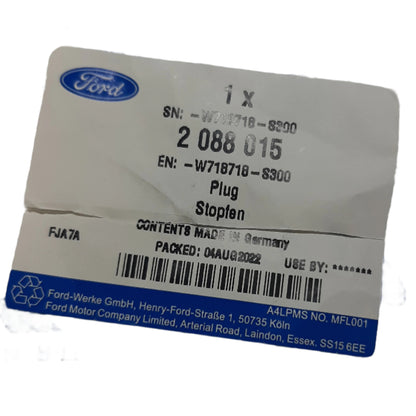 Ford
1 X
SN: -W718718-S300
2 088 015
EN: -W718718-S300
Plug
Stopfen
CONTENTS MADE IN Germany
FJA7A
PACKED: 04AUG2022
USE BY: *******
Ford-Werke GmbH, Henry-Ford-Straße 1, 50735 Köln
A4LPMS NO. MFL001
Ford Motor Company Limited, Arterial Road, Laindon, Essex. SS15 6EE